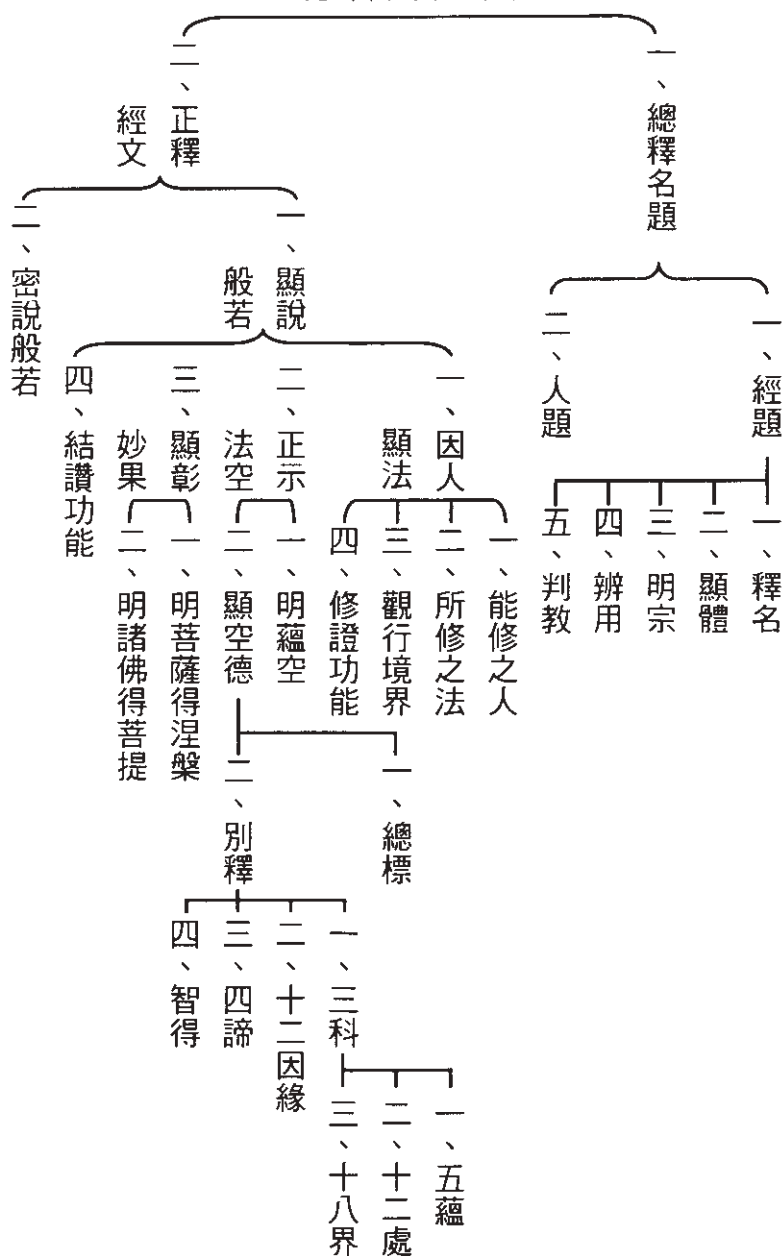 一、總釋名題
一、經題
一、釋名
二、顯體
三、明宗
四、辨用
五、判教
二、人題
二、正釋
經文
一、顯說
般若
一、因人
顯法
一、能修之人
二、所修之法
三、觀行境界
四、修證功能
二、正示
法空
一、明蘊空
二、顯空德
一、總標
二、別釋
一、三科
一、五蘊
二、十二處
三、十八界
二、十二因緣
三、四諦
四、智得
三、顯彰
妙果
一、明菩薩得涅槃
二、明諸佛得菩提
四、結讚功能
二、密說般若